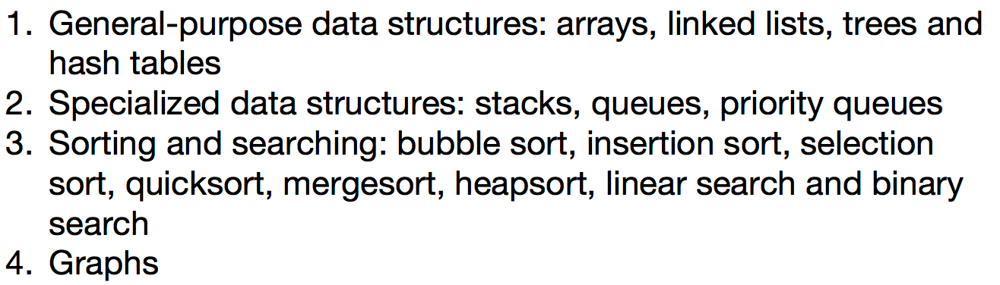 1. General-purpose data structures: arrays, linked lists, trees and
hash tables
2. Specialized data structures: stacks, queues, priority queues
3. Sorting and searching: bubble sort, insertion sort, selection
sort, quicksort, mergesort, heapsort, linear search and binary
search
4. Graphs